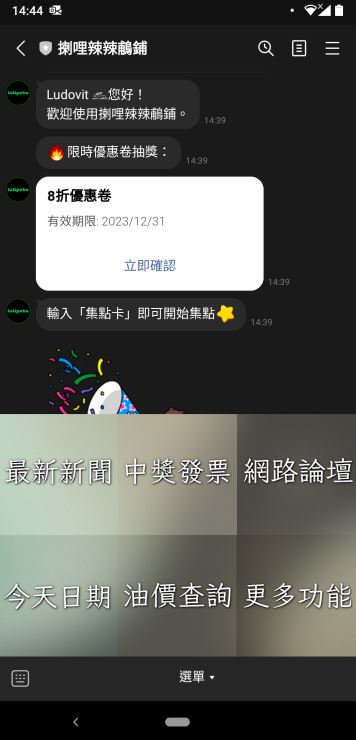 14:44
揦哩辣辣鷸鋪
Ludovit 您好！
歡迎使用揦哩辣辣鷸鋪。
14:39
限時優惠卷抽獎：
14:39
8折優惠卷
有效期限: 2023/12/31
立即確認
14:39
輸入「集點卡」即可開始集點
14:39
最新新聞 中獎發票 網路論壇
今天日期 油價查詢 更多功能
選單